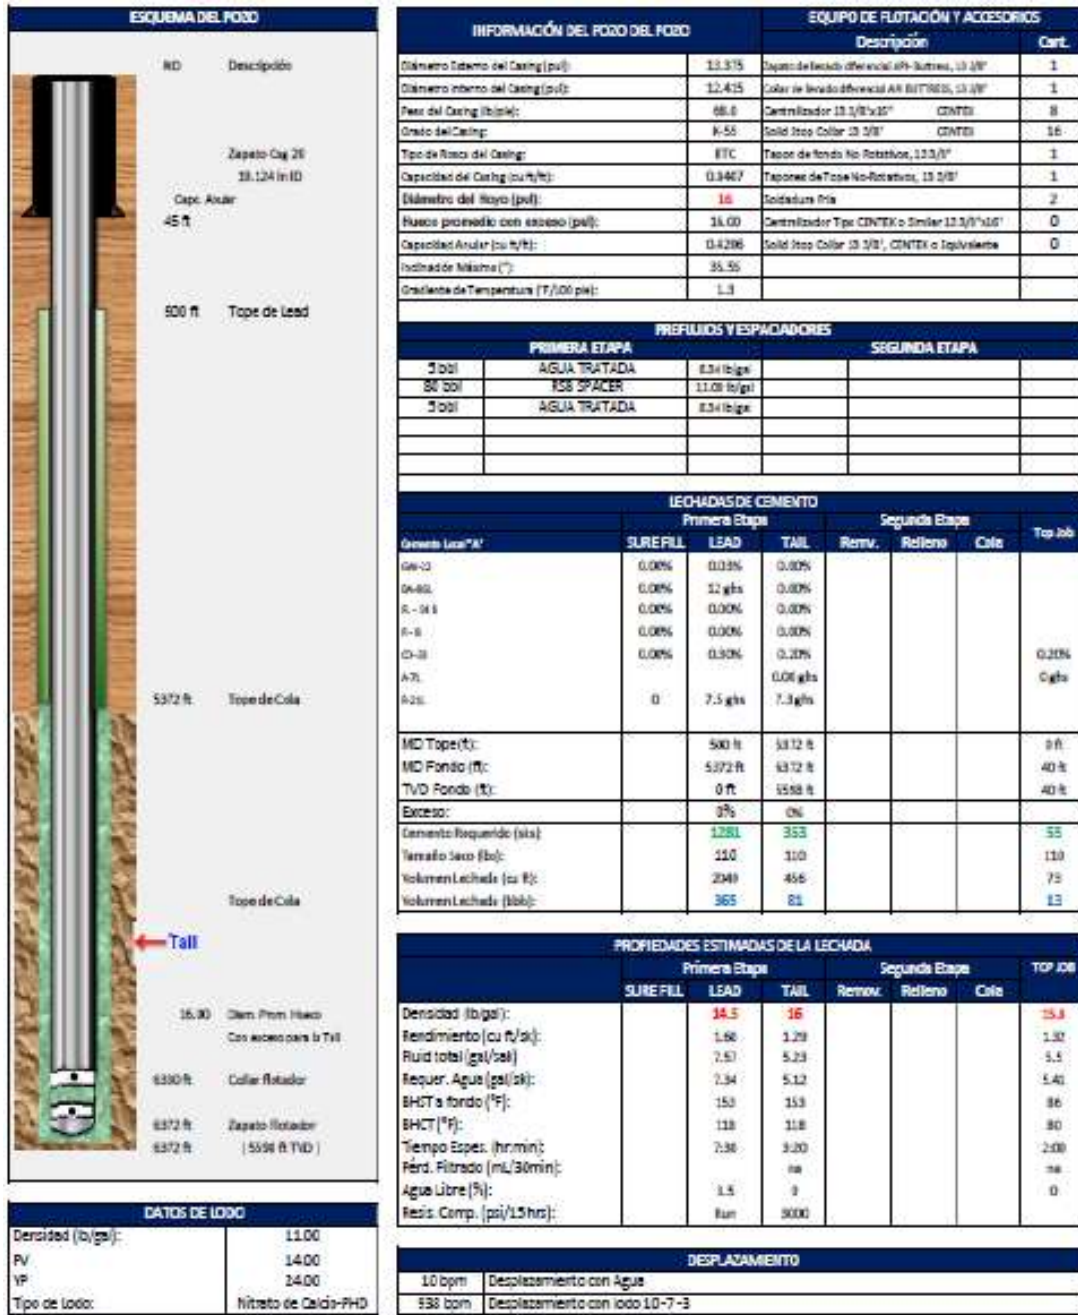 ESQUEMA DEL POZO
MD Descripción
Zapato Csg 20
19.124 in ID
Capc. Anular
45 ft
500 ft Tope de Lead
5372 ft Tope de Cola
Tope de Cola
Tail
16.00 Diam. Prom. Hueco
Con exceso para la Tail
6330 ft Collar flotador
6372 ft Zapato flotador
6372 ft ( 5598 ft TVD )
DATOS DE LODO
Densidad (lb/gal): 11.00
PV 14.00
YP 24.00
Tipo de Lodo: Nitrato de Calcio-PHD
INFORMACIÓN DEL POZO DEL POZO
Diámetro Externo del Casing (pul): 13.375
Diámetro Interno del Casing (pul): 12.415
Peso del Casing (lb/pie): 68.0
Grado del Casing: K-55
Tipo de Rosca del Casing: BTC
Capacidad del Casing (cu ft/ft): 0.8407
Diámetro del Hoyo (pul): 16
Hueco promedio con exceso (pul): 16.00
Capacidad Anular (cu ft/ft): 0.4206
Inclinación Máxima (°): 35.55
Gradiente de Temperatura (°F/100 pie): 1.3
EQUIPO DE FLOTACIÓN Y ACCESORIOS
Descripción Cant.
Zapato de llenado diferencial API- Buttress, 13 3/8" 1
Collar de llenado diferencial API BUTTRESS, 13 3/8" 1
Centralizador 13 3/8"x16" CENTEX 8
Solid Stop Collar 13 3/8" CENTEX 16
Tapon de fondo No Rotativos, 13 3/8" 1
Tapones de Tope No-Rotativos, 13 3/8" 1
Soldadura Fria 2
Centralizador Tipo CENTEX o Similar 13 3/8"x16" 0
Solid Stop Collar 13 3/8", CENTEX o Equivalente 0
PREFLUJOS Y ESPACIADORES
PRIMERA ETAPA SEGUNDA ETAPA
5 bbl AGUA TRATADA 8.34 lb/gal
80 bbl RSB SPACER 11.09 lb/gal
5 bbl AGUA TRATADA 8.34 lb/gal
LECHADAS DE CEMENTO
Primera Etapa Segunda Etapa
Cemento Local "A" SUREFILL LEAD TAIL Remv. Relleno Cola Top Job
GW-22 0.00% 0.03% 0.00%
0.00% 12 ghs 0.00%
0.00% 0.00% 0.00%
0.00% 0.00% 0.00%
0.00% 0.30% 0.20% 0.20%
0.00 ghs 0 ghs
0 7.5 ghs 7.3 ghs
MD Tope(ft): 500 ft 5372 ft 0 ft
MD Fondo (ft): 5372 ft 6372 ft 40 ft
TVD Fondo (ft): 0 ft 5598 ft 40 ft
Exceso: 0% 0%
Cemento Requerido (sks) 1281 353 55
Tamaño Saco (lbs): 110 110 110
Volumen Lechada (cu ft): 2049 456 73
Volumen Lechada (bbls): 365 81 13
PROPIEDADES ESTIMADAS DE LA LECHADA
Primera Etapa Segunda Etapa TOP JOB
SUREFILL LEAD TAIL Remov. Relleno Cola
Densidad (lb/gal): 14.5 16
Rendimiento (cu ft/sk): 1.60 1.29 1.32
Fluid total (gal/sak) 7.57 5.23 5.5
Requer. Agua (gal/sk): 7.34 5.12 5.41
BHST a fondo (°F): 153 153 86
BHCT (°F): 118 118 80
Tiempo Espes. (hr:min): 7:30 3:20 2:00
Pérd. Filtrado (mL/30min): na na
Agua Libre (%): 1.5 0 0
Resis. Comp. (psi/15hrs): Run 3000
DESPLAZAMIENTO
10 bpm Desplazamiento con Agua
938 bpm Desplazamiento con lodo 10-7-3